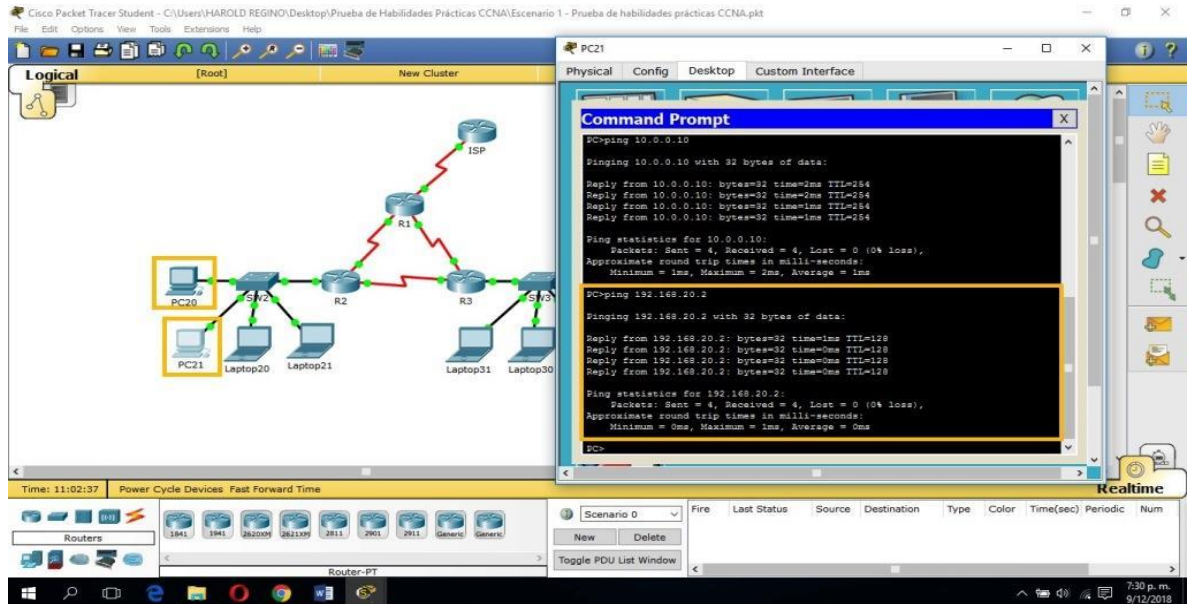 Cisco Packet Tracer Student - C:\Users\HAROLD REGINO\Desktop\Prueba de Habilidades Prácticas CCNA\Escenario 1 - Prueba de habilidades prácticas CCNA.pkt
File Edit Options View Tools Extensions Help
Logical [Root] New Cluster
ISP
R1
PC20 SW2 R2 R3 SW3
PC21 Laptop20 Laptop21 Laptop31 Laptop30
PC21
Physical Config Desktop Custom Interface
Command Prompt X
PC>ping 10.0.0.10
Pinging 10.0.0.10 with 32 bytes of data:
Reply from 10.0.0.10: bytes=32 time=2ms TTL=254
Reply from 10.0.0.10: bytes=32 time=2ms TTL=254
Reply from 10.0.0.10: bytes=32 time=1ms TTL=254
Reply from 10.0.0.10: bytes=32 time=1ms TTL=254
Ping statistics for 10.0.0.10:
Packets: Sent = 4, Received = 4, Lost = 0 (0% loss),
Approximate round trip times in milli-seconds:
Minimum = 1ms, Maximum = 2ms, Average = 1ms
PC>ping 192.168.20.2
Pinging 192.168.20.2 with 32 bytes of data:
Reply from 192.168.20.2: bytes=32 time=1ms TTL=128
Reply from 192.168.20.2: bytes=32 time=0ms TTL=128
Reply from 192.168.20.2: bytes=32 time=0ms TTL=128
Reply from 192.168.20.2: bytes=32 time=0ms TTL=128
Ping statistics for 192.168.20.2:
Packets: Sent = 4, Received = 4, Lost = 0 (0% loss),
Approximate round trip times in milli-seconds:
Minimum = 0ms, Maximum = 1ms, Average = 0ms
PC>
Time: 11:02:37 Power Cycle Devices Fast Forward Time Realtime
Routers
1841 1941 2620XM 2621XM 2811 2901 2911 Generic Generic
Router-PT
Scenario 0
New Delete
Toggle PDU List Window
Fire Last Status Source Destination Type Color Time(sec) Periodic Num
7:30 p. m.
9/12/2018